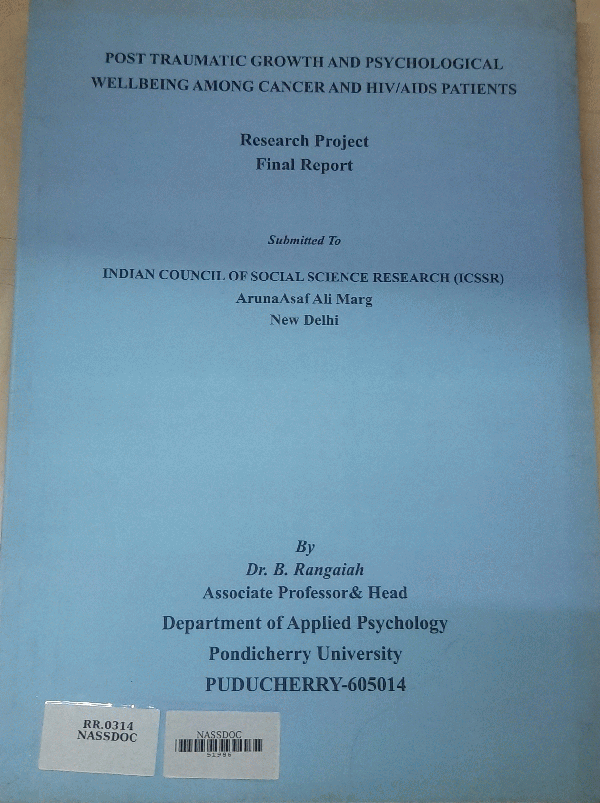 POST TRAUMATIC GROWTH AND PSYCHOLOGICAL
WELLBEING AMONG CANCER AND HIV/AIDS PATIENTS
Research Project
Final Report
Submitted To
INDIAN COUNCIL OF SOCIAL SCIENCE RESEARCH (ICSSR)
ArunaAsaf Ali Marg
New Delhi
By
Dr. B. Rangaiah
Associate Professor& Head
Department of Applied Psychology
Pondicherry University
PUDUCHERRY-605014
RR.0314
NASSDOC
NASSDOC
51986